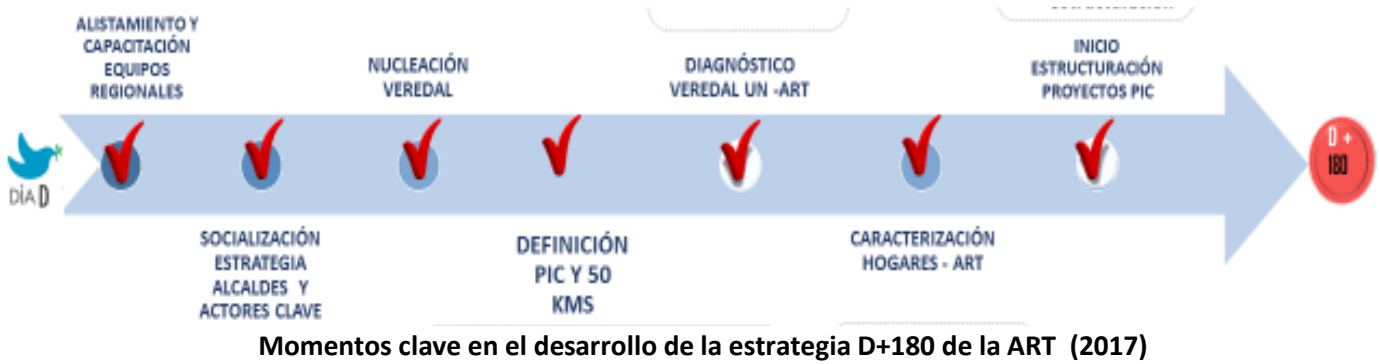 ALISTAMIENTO Y
CAPACITACIÓN
EQUIPOS
REGIONALES
NUCLEACIÓN
VEREDAL
DIAGNÓSTICO
VEREDAL UN -ART
INICIO
ESTRUCTURACIÓN
PROYECTOS PIC
DÍA D
D +
180
SOCIALIZACIÓN
ESTRATEGIA
ALCALDES Y
ACTORES CLAVE
DEFINICIÓN
PIC Y 50
KMS
CARACTERIZACIÓN
HOGARES - ART
Momentos clave en el desarrollo de la estrategia D+180 de la ART (2017)